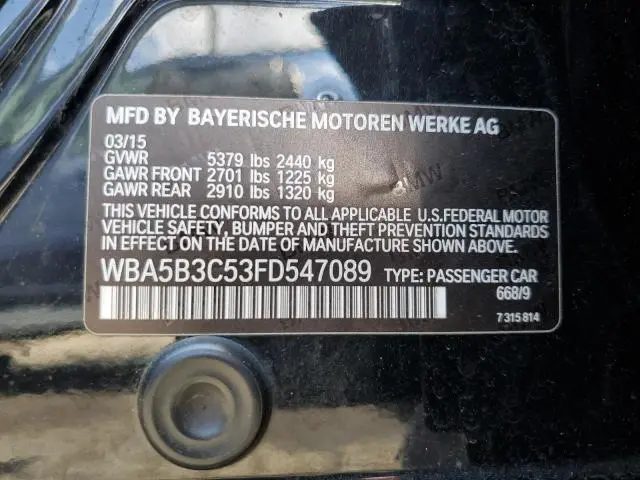 MFD BY BAYERISCHE MOTOREN WERKE AG
03/15
GVWR 5379 lbs 2440 kg
GAWR FRONT 2701 lbs 1225 kg
GAWR REAR 2910 lbs 1320 kg
THIS VEHICLE CONFORMS TO ALL APPLICABLE U.S.FEDERAL MOTOR
VEHICLE SAFETY, BUMPER AND THEFT PREVENTION STANDARDS
IN EFFECT ON THE DATE OF MANUFACTURE SHOWN ABOVE.
WBA5B3C53FD547089 TYPE: PASSENGER CAR
668/9
7 315 814